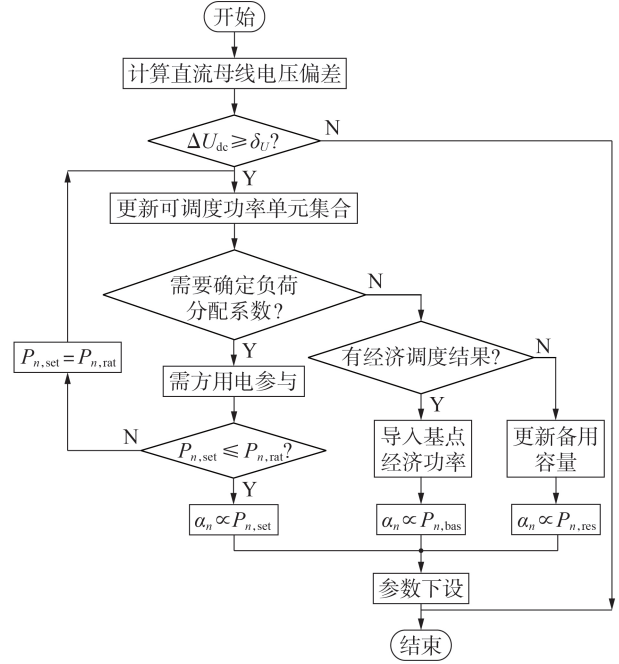 开始
计算直流母线电压偏差
ΔU_dc≥δ_U?
N
Y
更新可调度功率单元集合
需要确定负荷
分配系数?
N
Y
有经济调度结果?
N
Y
P_n,set=P_n,rat
需方用电参与
P_n,set≤P_n,rat?
N
Y
导入基点
经济功率
更新备用
容量
α_n∝P_n,set
α_n∝P_n,bas
α_n∝P_n,res
参数下设
结束